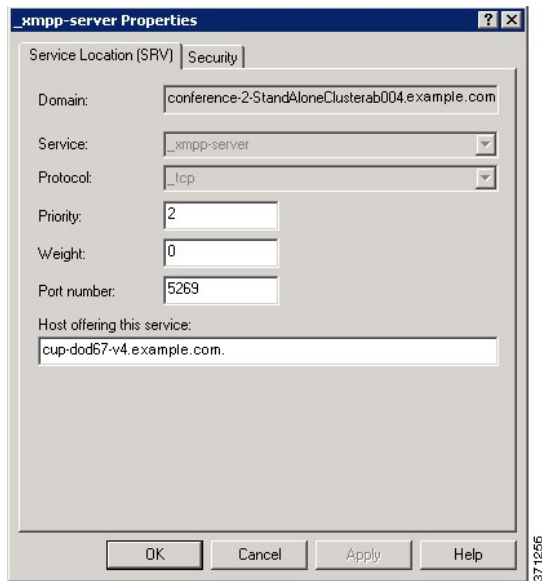 _xmpp-server Properties
Service Location (SRV) Security
Domain: conference-2-StandAloneClusterab004.example.com
Service: _xmpp-server
Protocol: _tcp
Priority: 2
Weight: 0
Port number: 5269
Host offering this service:
cup-dod67-v4.example.com.
OK Cancel Apply Help
371256